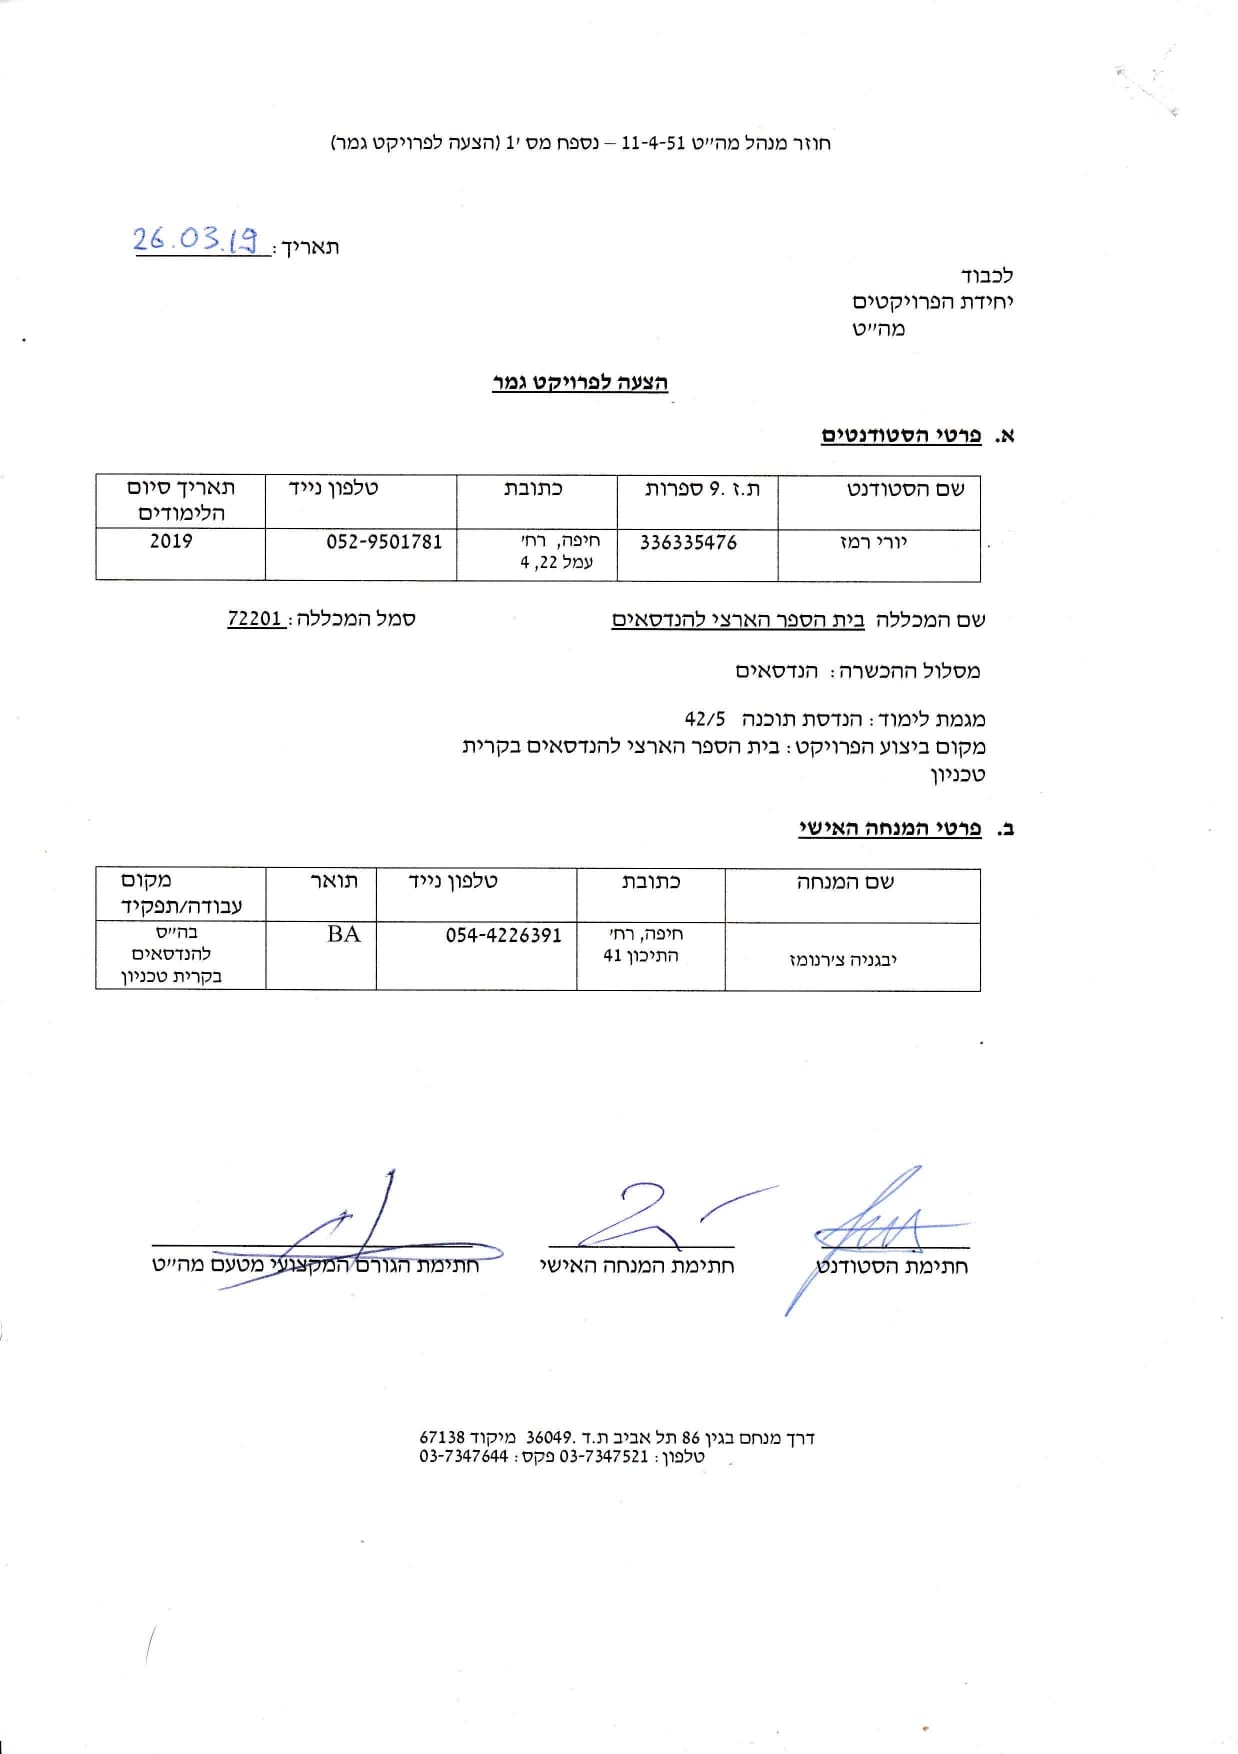 חוזר מנהל מה״ט 11-4-51 – נספח מס '1 (הצעה לפרויקט גמר)
תאריך: 26.03.19
לכבוד
יחידת הפרויקטים
מה״ט
הצעה לפרויקט גמר
א. פרטי הסטודנטים
שם הסטודנט ת.ז .9 ספרות כתובת טלפון נייד תאריך סיום
הלימודים
יורי רמז 336335476 חיפה, רח׳ 052-9501781 2019
עמל 22, 4
שם המכללה בית הספר הארצי להנדסאים סמל המכללה: 72201
מסלול ההכשרה: הנדסאים
מגמת לימוד: הנדסת תוכנה 42/5
מקום ביצוע הפרויקט: בית הספר הארצי להנדסאים בקרית
טכניון
ב. פרטי המנחה האישי
שם המנחה כתובת טלפון נייד תואר מקום
עבודה/תפקיד
יבגניה צ׳רנומז חיפה, רח׳ 054-4226391 BA בה״ס
התיכון 41 להנדסאים
בקרית טכניון
חתימת הסטודנט חתימת המנחה האישי חתימת הגורם המקצועי מטעם מה״ט
דרך מנחם בגין 86 תל אביב ת.ד .36049 מיקוד 67138
טלפון: 03-7347521 פקס: 03-7347644